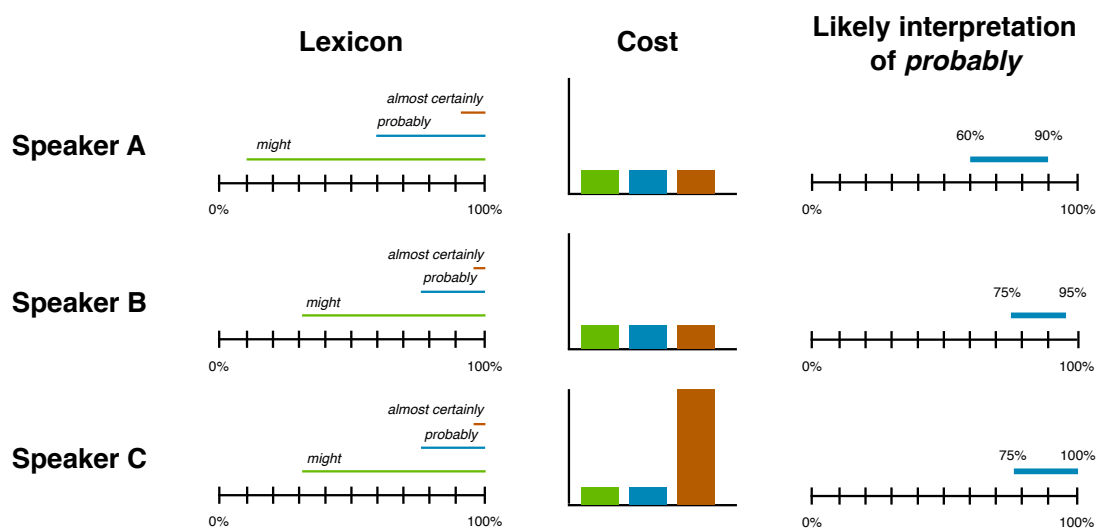 Lexicon
Cost
Likely interpretation
of probably
Speaker A
almost certainly
probably
might
0%
100%
60%
90%
0%
100%
Speaker B
almost certainly
probably
might
0%
100%
75%
95%
0%
100%
Speaker C
almost certainly
probably
might
0%
100%
75%
100%
0%
100%